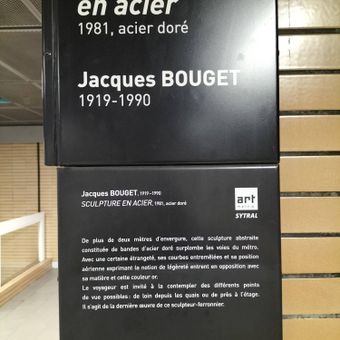 en acier
1981, acier doré
Jacques BOUGET
1919-1990
Jacques BOUGET, 1919-1990
SCULPTURE EN ACIER, 1981, acier doré
art
métro
SYTRAL
De plus de deux mètres d'envergure, cette sculpture abstraite
constituée de bandes d'acier doré surplombe les voies du métro.
Avec une certaine étrangeté, ses courbes entremêlées et sa position
aérienne exprimant la notion de légèreté entrent en opposition avec
sa matière et cette couleur or.
Le voyageur est invité à la contempler des différents points
de vue possibles : de loin depuis les quais ou de près à l'étage.
Il s'agit de la dernière œuvre de ce sculpteur-ferronnier.